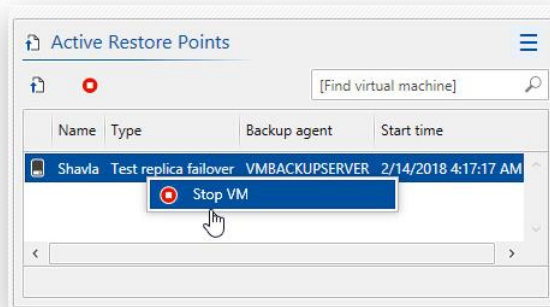 Active Restore Points
[Find virtual machine]
Name Type Backup agent Start time
Shavla Test replica failover VMBACKUPSERVER 2/14/2018 4:17:17 AM
Stop VM